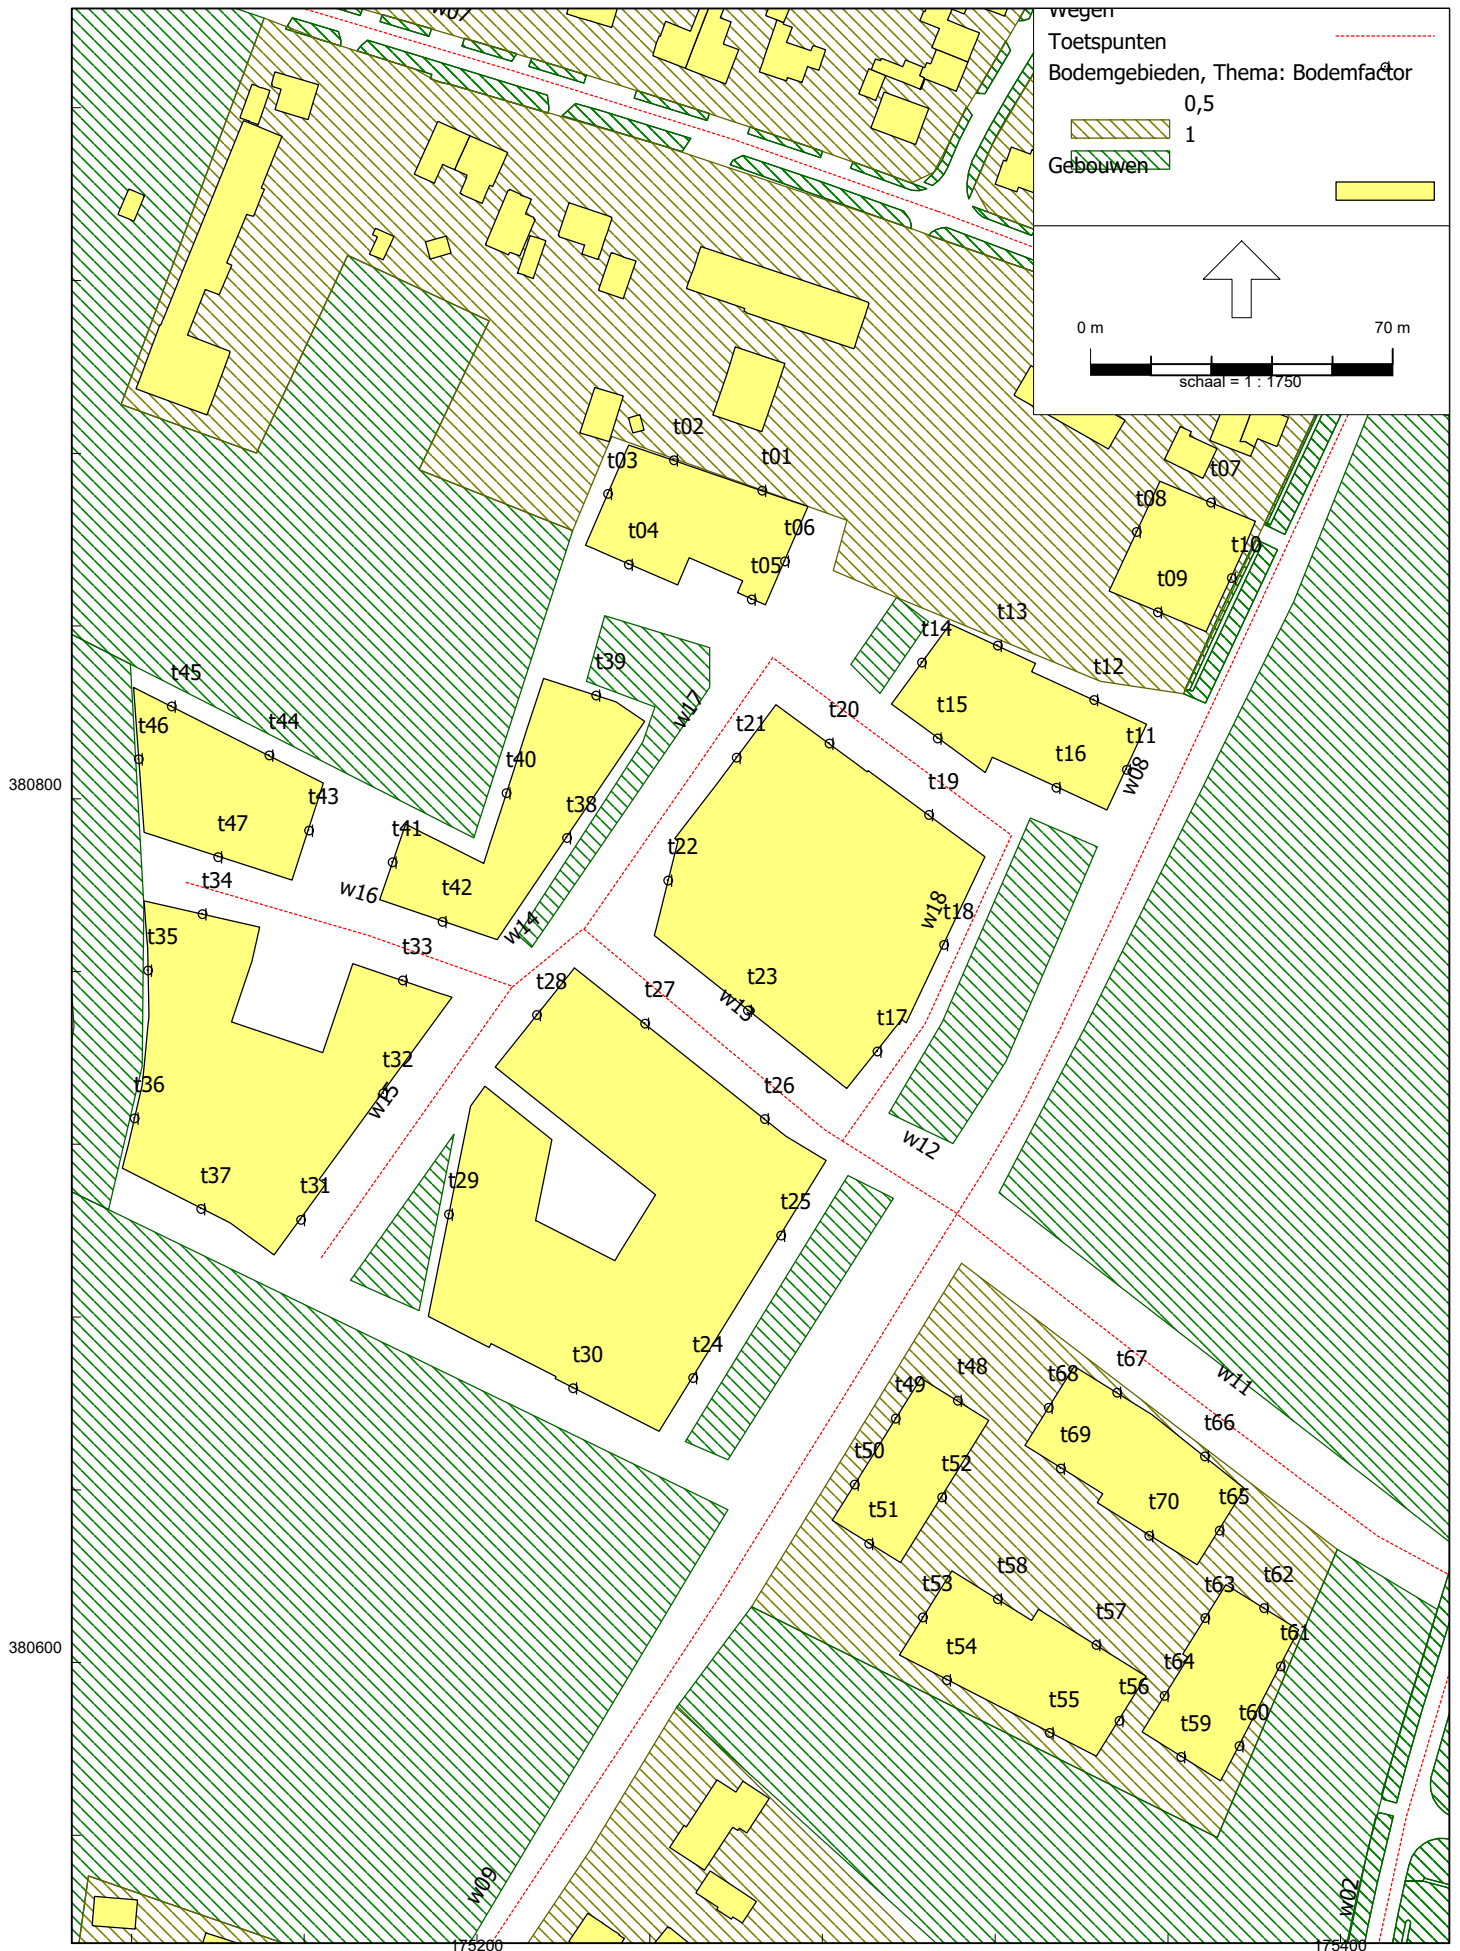 w07
Wegen
Toetspunten
Bodemgebieden, Thema: Bodemfactor
0,5
1
Gebouwen
0 m 70 m
schaal = 1 : 1750
t02
t03 t01
t07
t08
t06
t04
t10
t05
t09
t13
t14
t12
t45
t39
w17
t15
t20
t11
t46 t44
t21
t16
w08
t40
380800
t43
t19
t38
t41
t47
t22
w16
t34
t42
w18
t18
w14
t35
t33
t28
t23
w13
t27
t17
t32
w15
t36
t26
w12
t37
t31
t29
t25
t24
t30
t67
w11
t48
t68
t49
t66
t50
t69
t52
t65
t51
t70
t58
t62
t53
t63
t57
t61
380600
t54
t64
t56
t55
t60
t59
w09
w02
175200 175400